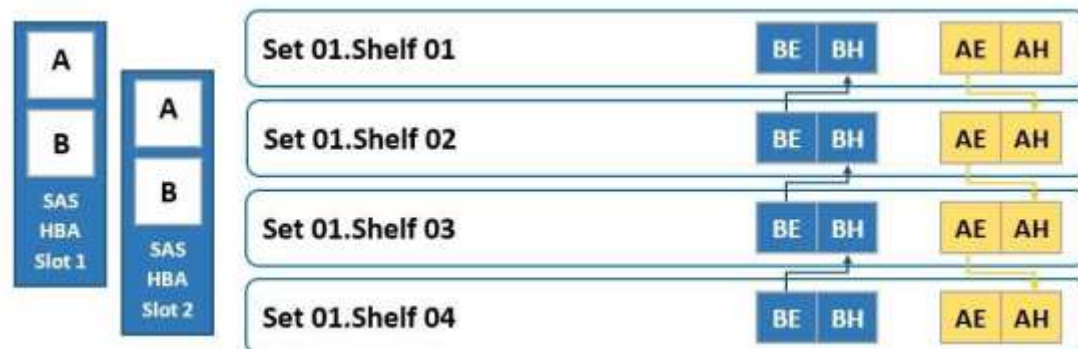 A
B
SAS
HBA
Slot 1
A
B
SAS
HBA
Slot 2
Set 01.Shelf 01 BE BH AE AH
Set 01.Shelf 02 BE BH AE AH
Set 01.Shelf 03 BE BH AE AH
Set 01.Shelf 04 BE BH AE AH